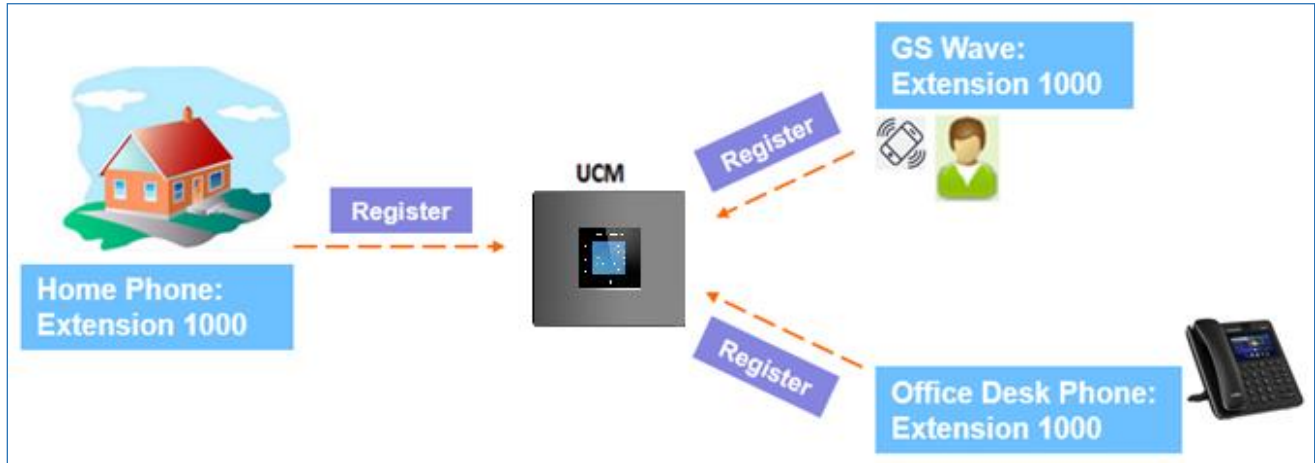 GS Wave:
Extension 1000
Register
UCM
Register
Home Phone:
Extension 1000
Register
Office Desk Phone:
Extension 1000